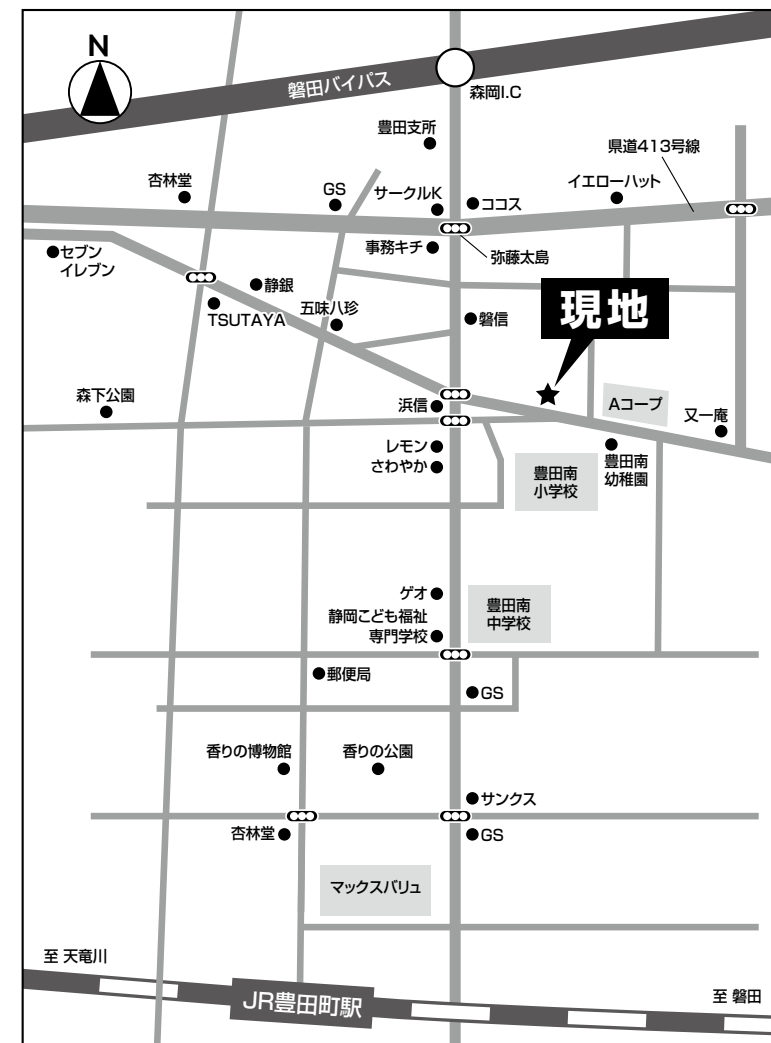 N
磐田バイパス
森岡I.C
豊田支所
県道413号線
杏林堂
GS
サークルK
ココス
イエローハット
事務キチ
弥藤太島
セブン
イレブン
静銀
TSUTAYA
五味八珍
磐信
現地
森下公園
浜信
Aコープ
又一庵
レモン
さわやか
豊田南
小学校
豊田南
幼稚園
ゲオ
静岡こども福祉
専門学校
豊田南
中学校
郵便局
GS
香りの博物館
香りの公園
サンクス
杏林堂
GS
マックスバリュ
至 天竜川
JR豊田町駅
至 磐田